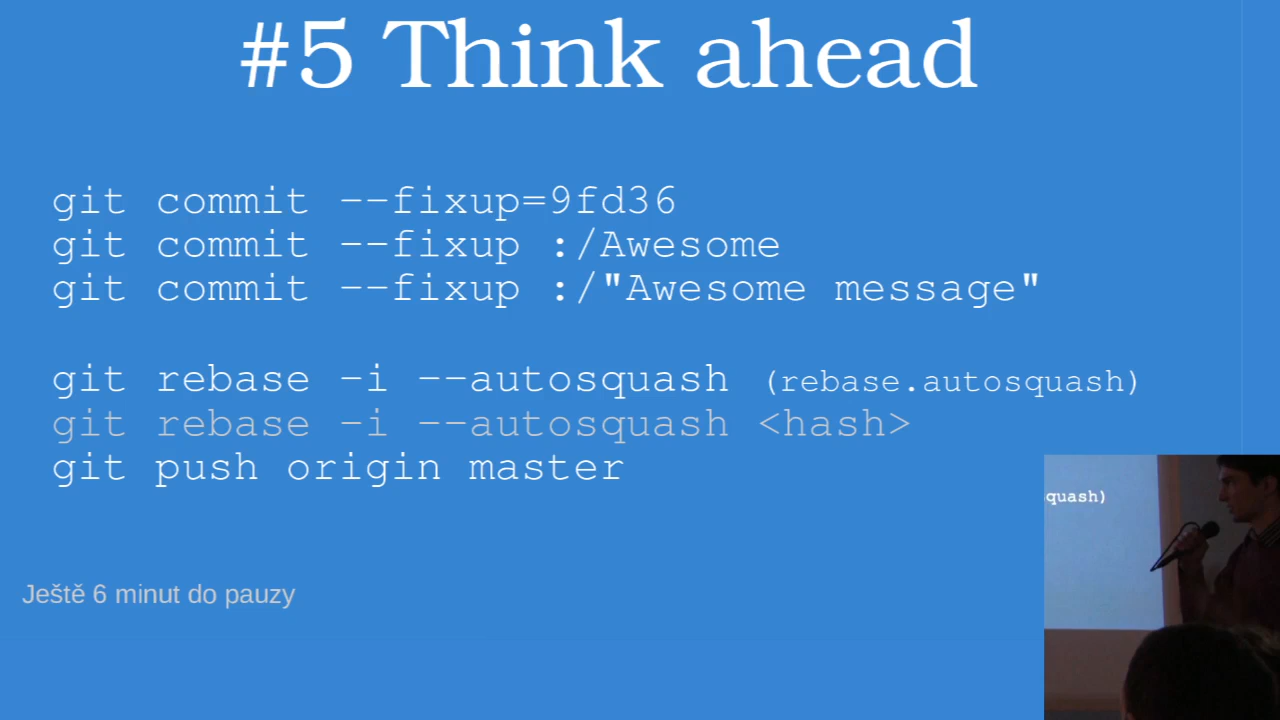 #5 Think ahead
git commit --fixup=9fd36
git commit --fixup :/Awesome
git commit --fixup :/"Awesome message"
git rebase -i --autosquash (rebase.autosquash)
git rebase -i --autosquash <hash>
git push origin master
quash)
Ještě 6 minut do pauzy